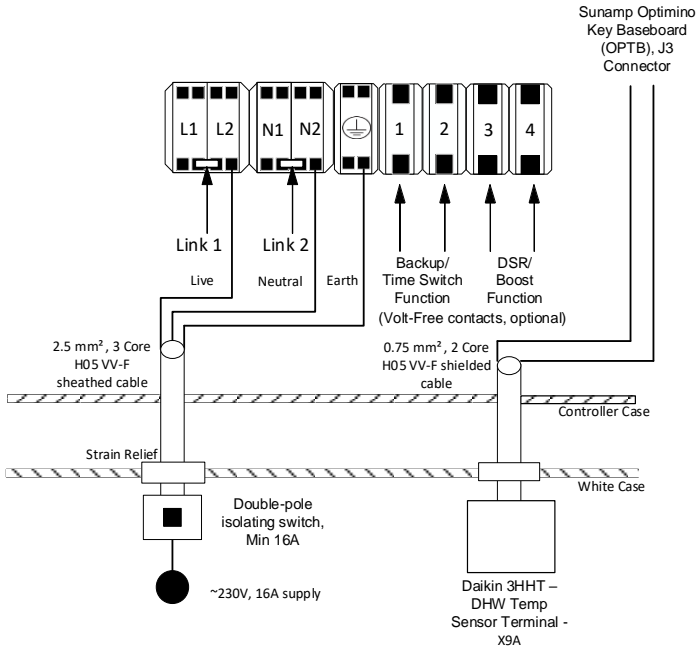 Sunamp Optimino
Key Baseboard
(OPTB), J3
Connector
L1 L2 N1 N2 1 2 3 4
Link 1 Link 2
Live Neutral Earth
Backup/
Time Switch
Function
DSR/
Boost
Function
(Volt-Free contacts, optional)
2.5 mm², 3 Core
H05 VV-F
sheathed cable
0.75 mm², 2 Core
H05 VV-F shielded
cable
Controller Case
Strain Relief
White Case
Double-pole
isolating switch,
Min 16A
~230V, 16A supply
Daikin 3HHT –
DHW Temp
Sensor Terminal -
X9A